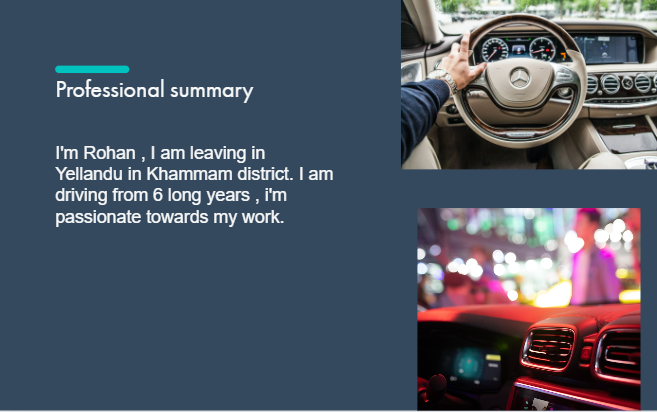 Professional summary
I'm Rohan , I am leaving in
Yellandu in Khammam district. I am
driving from 6 long years , i'm
passionate towards my work.